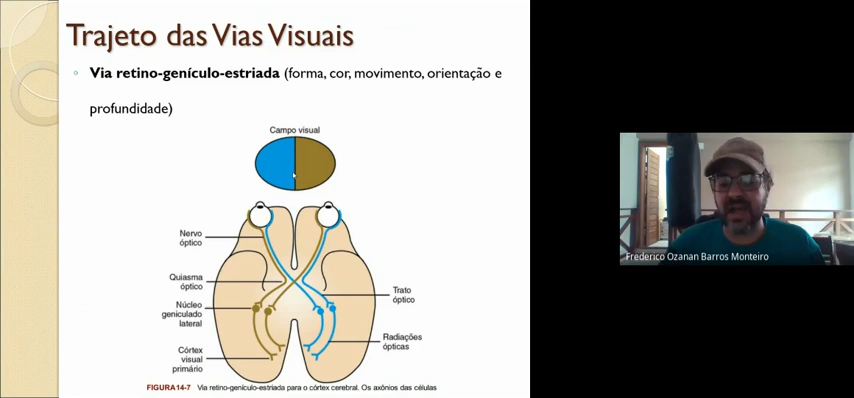 Trajeto das Vias Visuais
Via retino-genículo-estriada (forma, cor, movimento, orientação e
profundidade)
Campo visual
Nervo
óptico
Quiasma
óptico
Núcleo
geniculado
lateral
Córtex
visual
primário
Trato
óptico
Radiações
ópticas
FIGURA 14-7 Via retino-genículo-estriada para o córtex cerebral. Os axônios das células
Frederico Ozanan Barros Monteiro